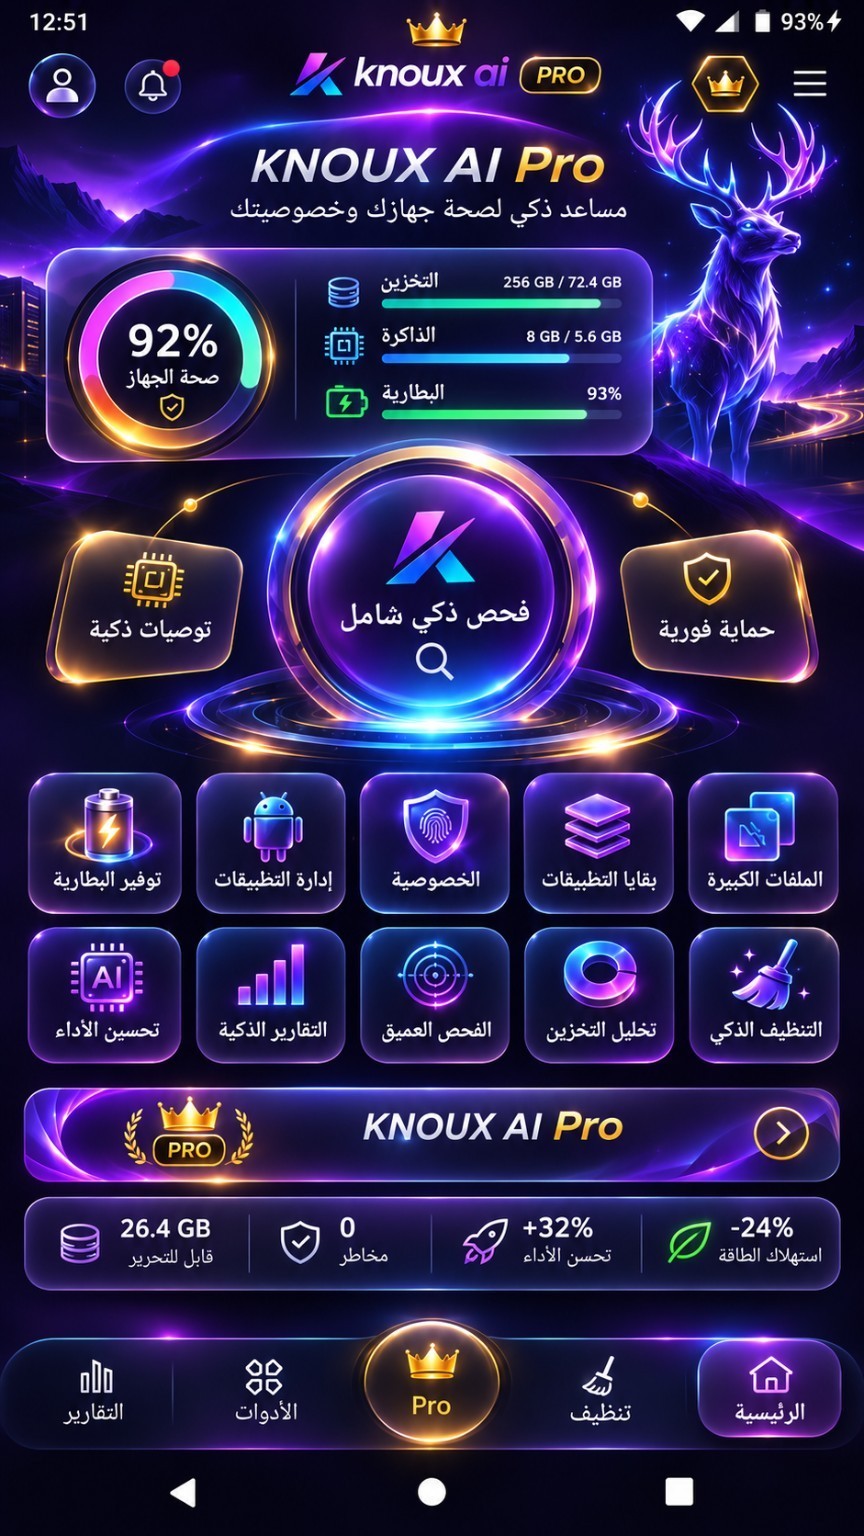 12:51
93%
knoux ai PRO
KNOUX AI Pro
مساعد ذكي لصحة جهازك وخصوصيتك
92%
صحة الجهاز
التخزين
256 GB / 72.4 GB
الذاكرة
8 GB / 5.6 GB
البطارية
93%
حماية فورية
فحص ذكي شامل
توصيات ذكية
الملفات الكبيرة
بقايا التظبيقات
الخصوصية
إدارة التظبيقات
توفير البطارية
التنظيف الذكي
تخليل التخزين
الفحص العميق
التقارير الذكية
تحسين الأداء
AI
PRO
KNOUX AI Pro
26.4 GB
قابل للتحرير
0
مخاطر
+32%
تحسن الأداء
-24%
استهلاك الطاقة
الرئيسية
تنظيف
Pro
الأدوات
التقارير